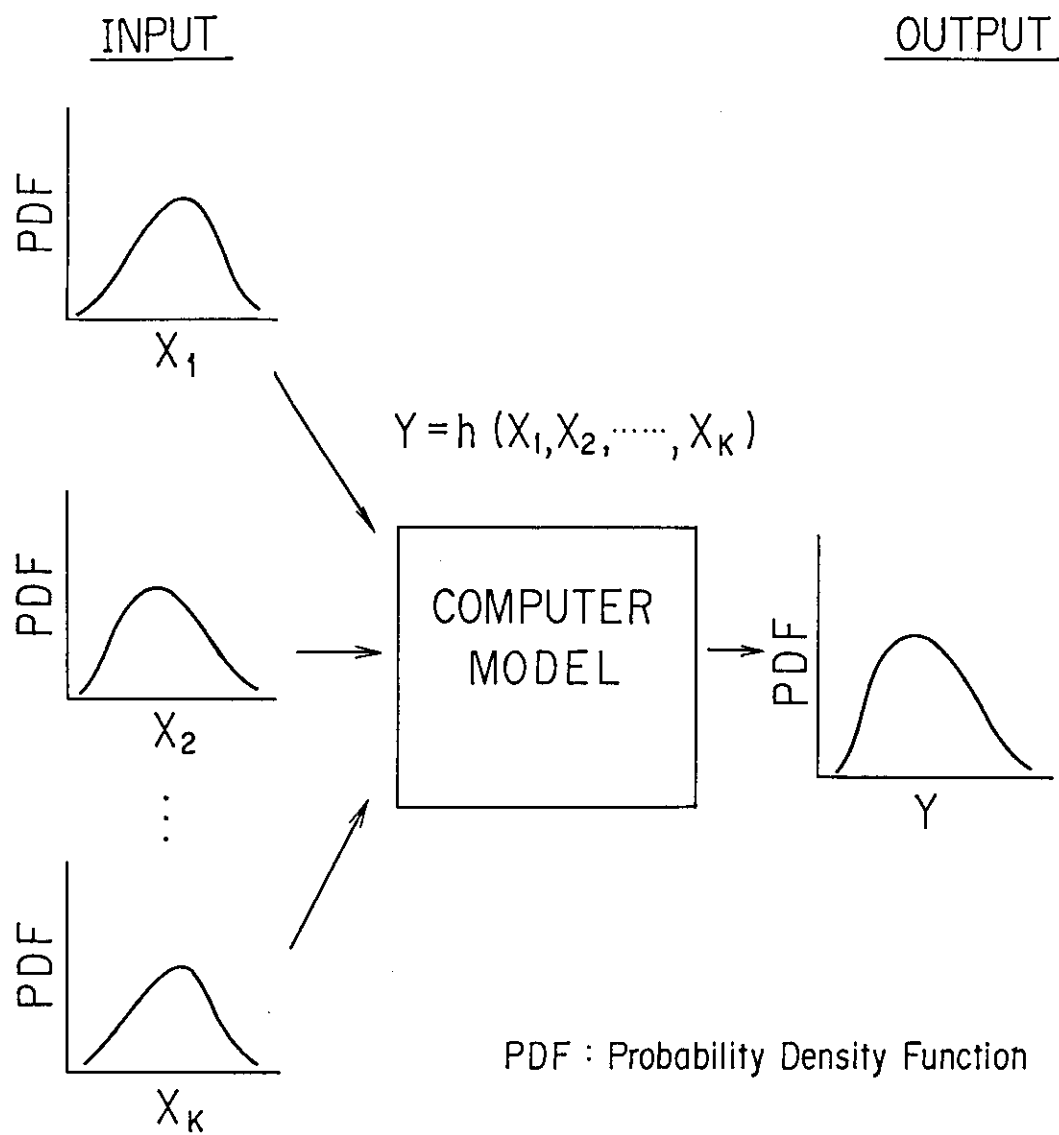 INPUT
OUTPUT
PDF
X1
Y = h (X1, X2, ......, XK)
PDF
X2
COMPUTER
MODEL
PDF
Y
PDF
XK
PDF : Probability Density Function